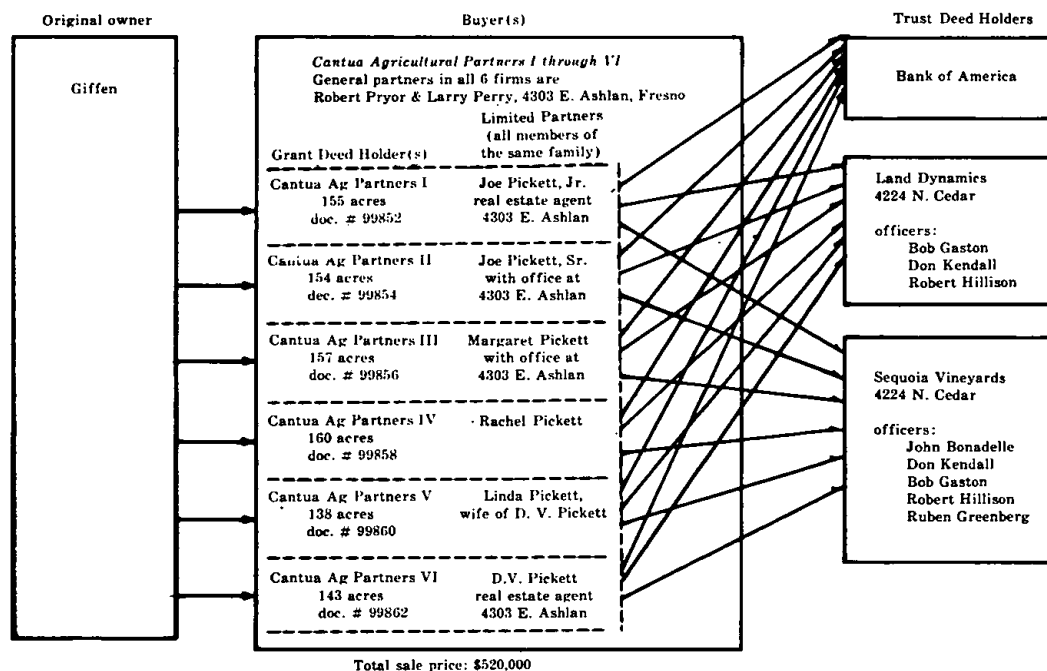 Original owner
Giffen
Buyer(s)
Cantua Agricultural Partners I through VI
General partners in all 6 firms are
Robert Pryor & Larry Perry, 4303 E. Ashlan, Fresno
Limited Partners
(all members of
the same family)
Grant Deed Holder(s)
Cantua Ag Partners I
155 acres
doc. # 99852
Joe Pickett, Jr.
real estate agent
4303 E. Ashlan
Cantua Ag Partners II
154 acres
dec. # 99854
Joe Pickett, Sr.
with office at
4303 E. Ashlan
Cantua Ag Partners III
157 acres
doc. # 99856
Margaret Pickett
with office at
4303 E. Ashlan
Cantua Ag Partners IV
160 acres
doc. # 99858
Rachel Pickett
Cantua Ag Partners V
138 acres
doc. # 99860
Linda Pickett,
wife of D. V. Pickett
Cantua Ag Partners VI
143 acres
doc. # 99862
D.V. Pickett
real estate agent
4303 E. Ashlan
Total sale price: $520,000
Trust Deed Holders
Bank of America
Land Dynamics
4224 N. Cedar
officers:
Bob Gaston
Don Kendall
Robert Hillison
Sequoia Vineyards
4224 N. Cedar
officers:
John Bonadelle
Don Kendall
Bob Gaston
Robert Hillison
Ruben Greenberg